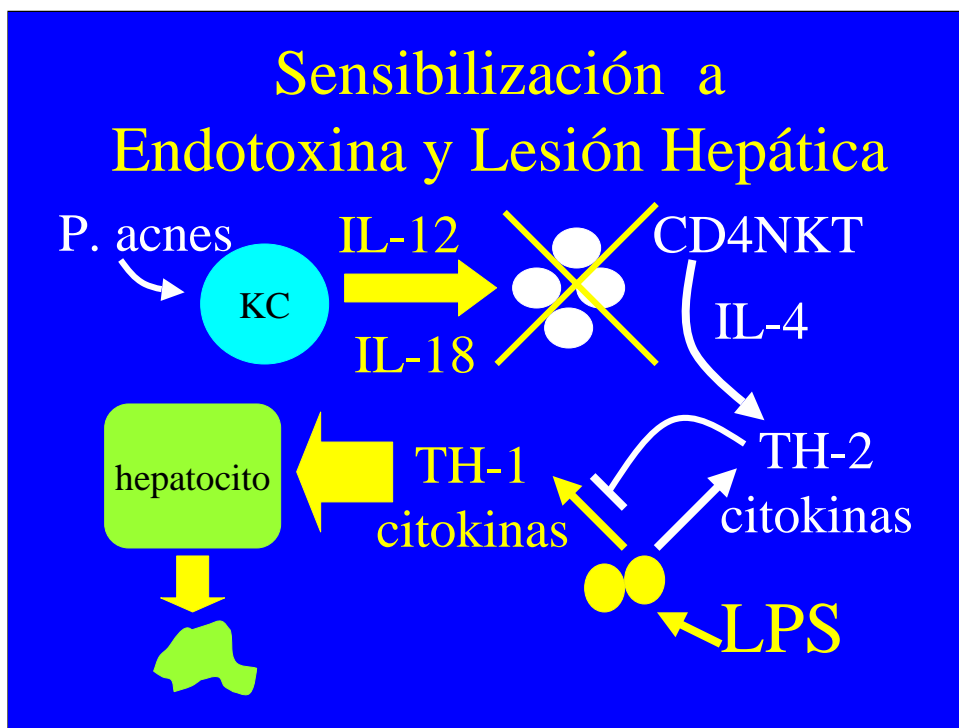 Sensibilización a
Endotoxina y Lesión Hepática
P. acnes
KC
IL-12
IL-18
CD4NKT
IL-4
hepatocito
TH-1
citokinas
TH-2
citokinas
LPS